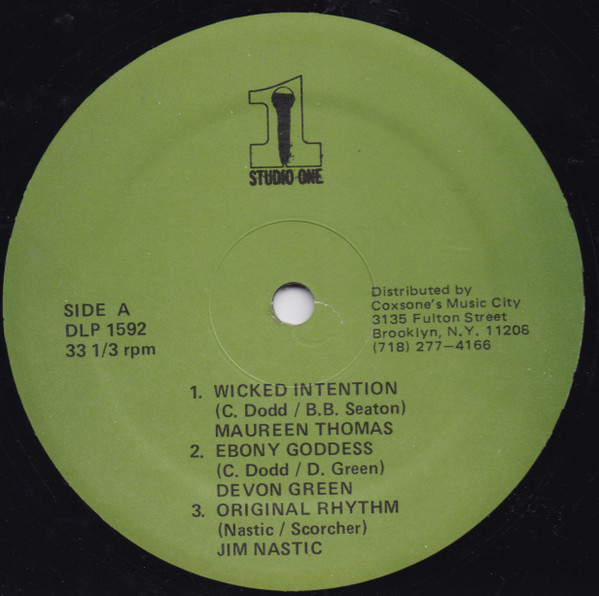 1
STUDIO ONE
SIDE A
DLP 1592
33 1/3 rpm
Distributed by
Coxsone's Music City
3135 Fulton Street
Brooklyn, N.Y. 11208
(718) 277-4166
1. WICKED INTENTION
(C. Dodd / B.B. Seaton)
MAUREEN THOMAS
2. EBONY GODDESS
(C. Dodd / D. Green)
DEVON GREEN
3. ORIGINAL RHYTHM
(Nastic / Scorcher)
JIM NASTIC